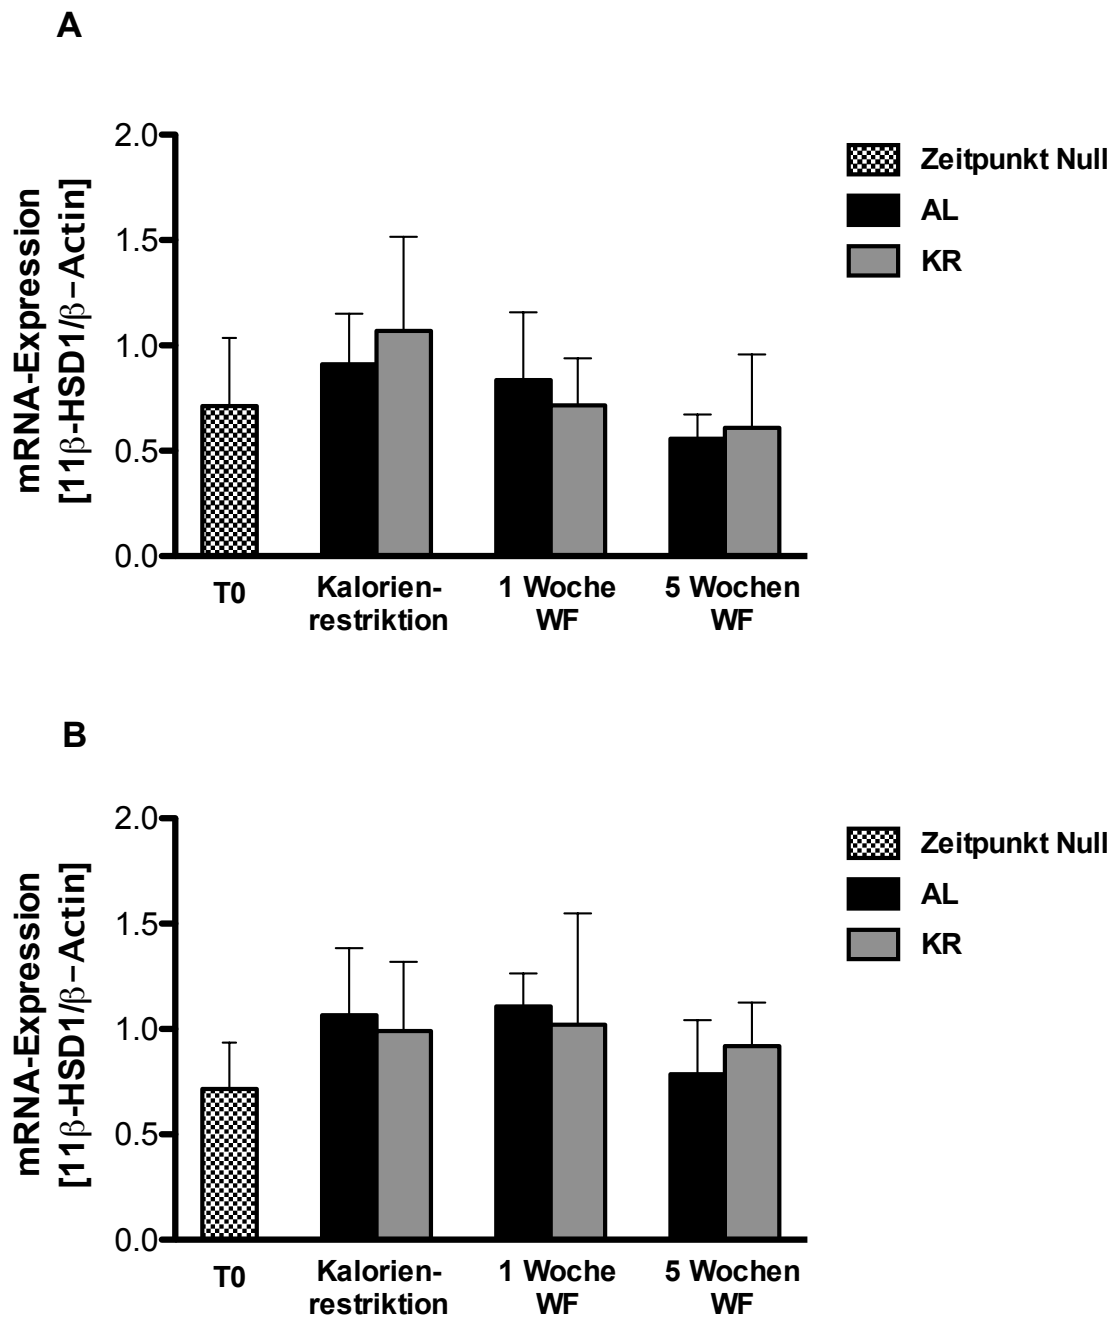 A
mRNA-Expression
[11β-HSD1/β−Actin]
2.0
1.5
1.0
0.5
0.0
T0
Kalorien-
restriktion
1 Woche
WF
5 Wochen
WF
Zeitpunkt Null
AL
KR
B
mRNA-Expression
[11β-HSD1/β−Actin]
2.0
1.5
1.0
0.5
0.0
T0
Kalorien-
restriktion
1 Woche
WF
5 Wochen
WF
Zeitpunkt Null
AL
KR